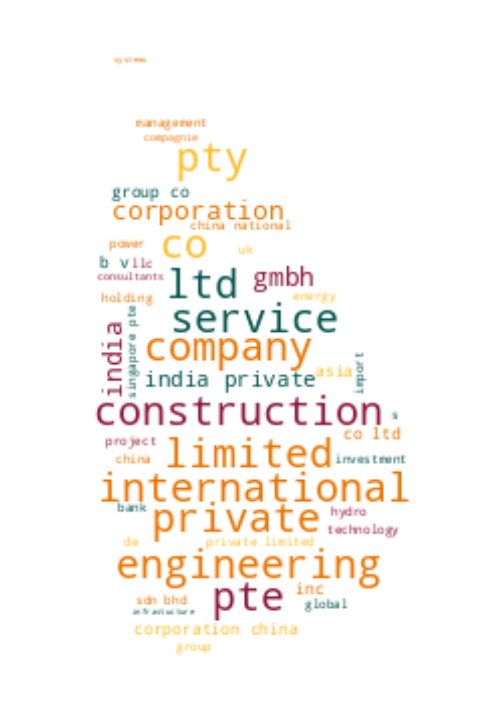 systems
management
compagnie
pty
group co
corporation
china national
co
power
uk
b v
llc
consultants
ltd
gmbh
holding
energy
service
singapore pte
india
company
import
india private
asia
construction
s
co ltd
project
limited
china
investment
international
bank
private
hydro
technology
de
private limited
engineering
pte
inc
sdn bhd
global
infrastructure
corporation china
group